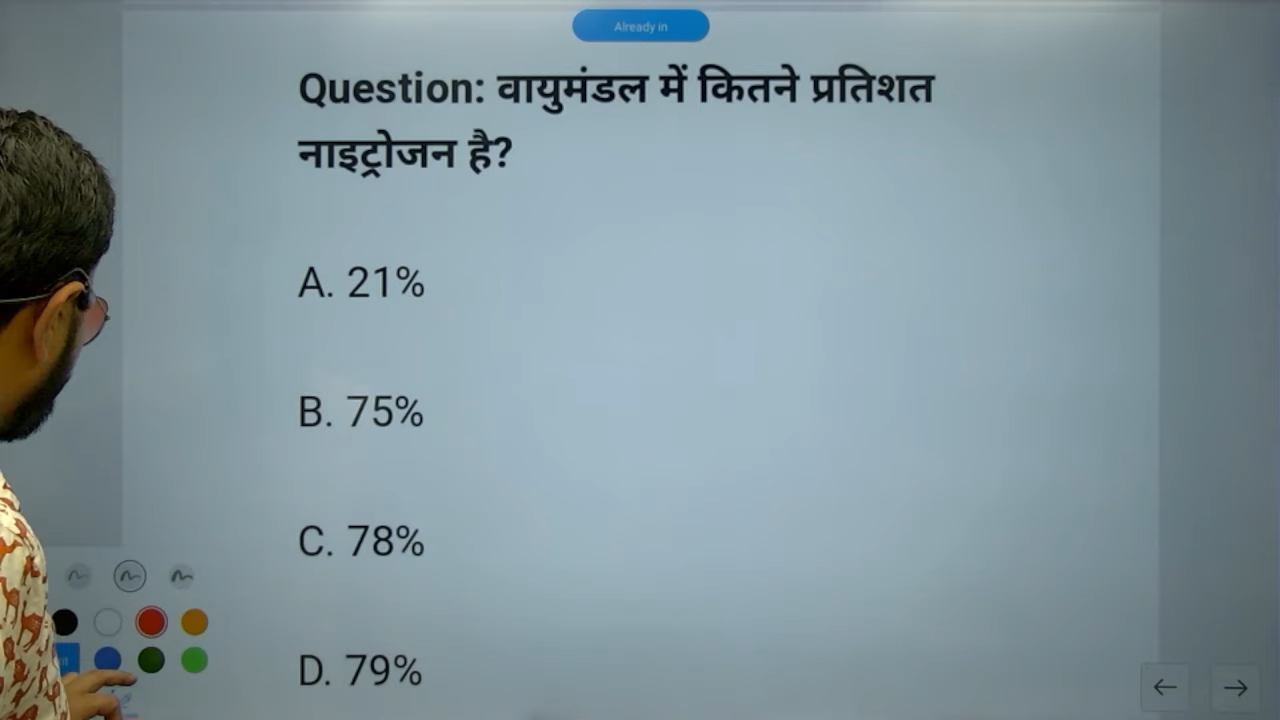 Already in
Question: वायुमंडल में कितने प्रतिशत
नाइट्रोजन है?
A. 21%
B. 75%
C. 78%
D. 79%